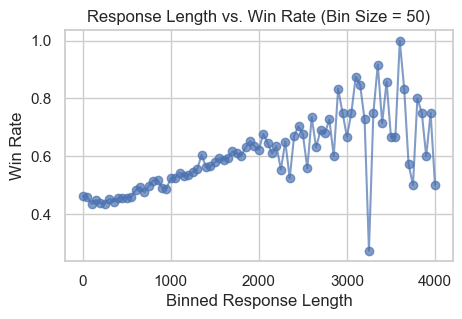 Response Length vs. Win Rate (Bin Size = 50)
1.0
0.8
0.6
0.4
Win Rate
0 1000 2000 3000 4000
Binned Response Length